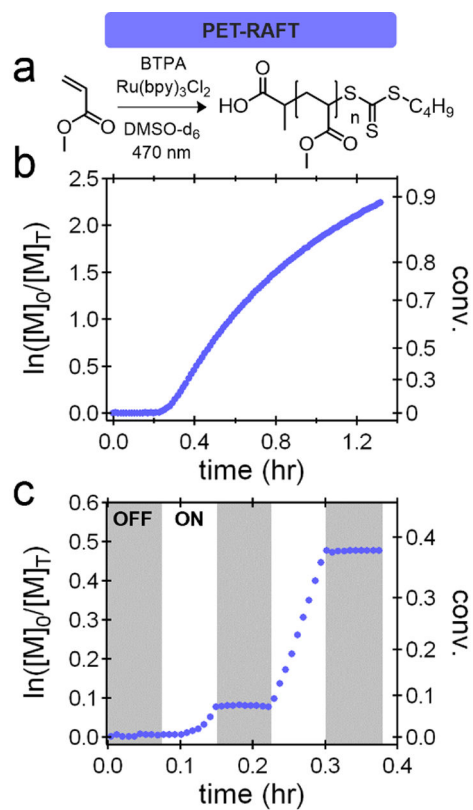 PET-RAFT
a
BTPA
Ru(bpy)3Cl2
DMSO-d6
470 nm
O
O
HO
O
O
O
n
S
S
S
C4H9
b
ln([M]0/[M]T)
2.5
2.0
1.5
1.0
0.5
0.0
0.9
0.8
0.7
0.5
0.3
0
conv.
0.0 0.4 0.8 1.2
time (hr)
c
OFF ON
ln([M]0/[M]T)
0.6
0.5
0.4
0.3
0.2
0.1
0.0
0.4
0.3
0.2
0.1
0
conv.
0.0 0.1 0.2 0.3 0.4
time (hr)